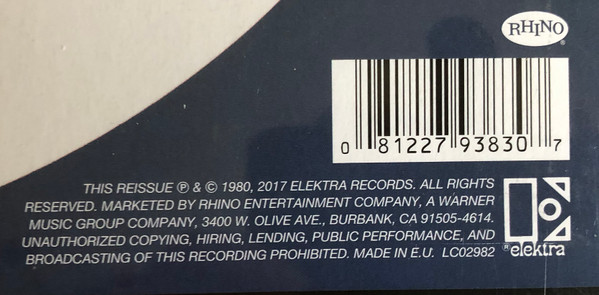 RHINO
0 81227 93830 7
THIS REISSUE ℗ & © 1980, 2017 ELEKTRA RECORDS. ALL RIGHTS
RESERVED. MARKETED BY RHINO ENTERTAINMENT COMPANY, A WARNER
MUSIC GROUP COMPANY, 3400 W. OLIVE AVE., BURBANK, CA 91505-4614.
UNAUTHORIZED COPYING, HIRING, LENDING, PUBLIC PERFORMANCE, AND
BROADCASTING OF THIS RECORDING PROHIBITED. MADE IN E.U. LC02982
® elektra